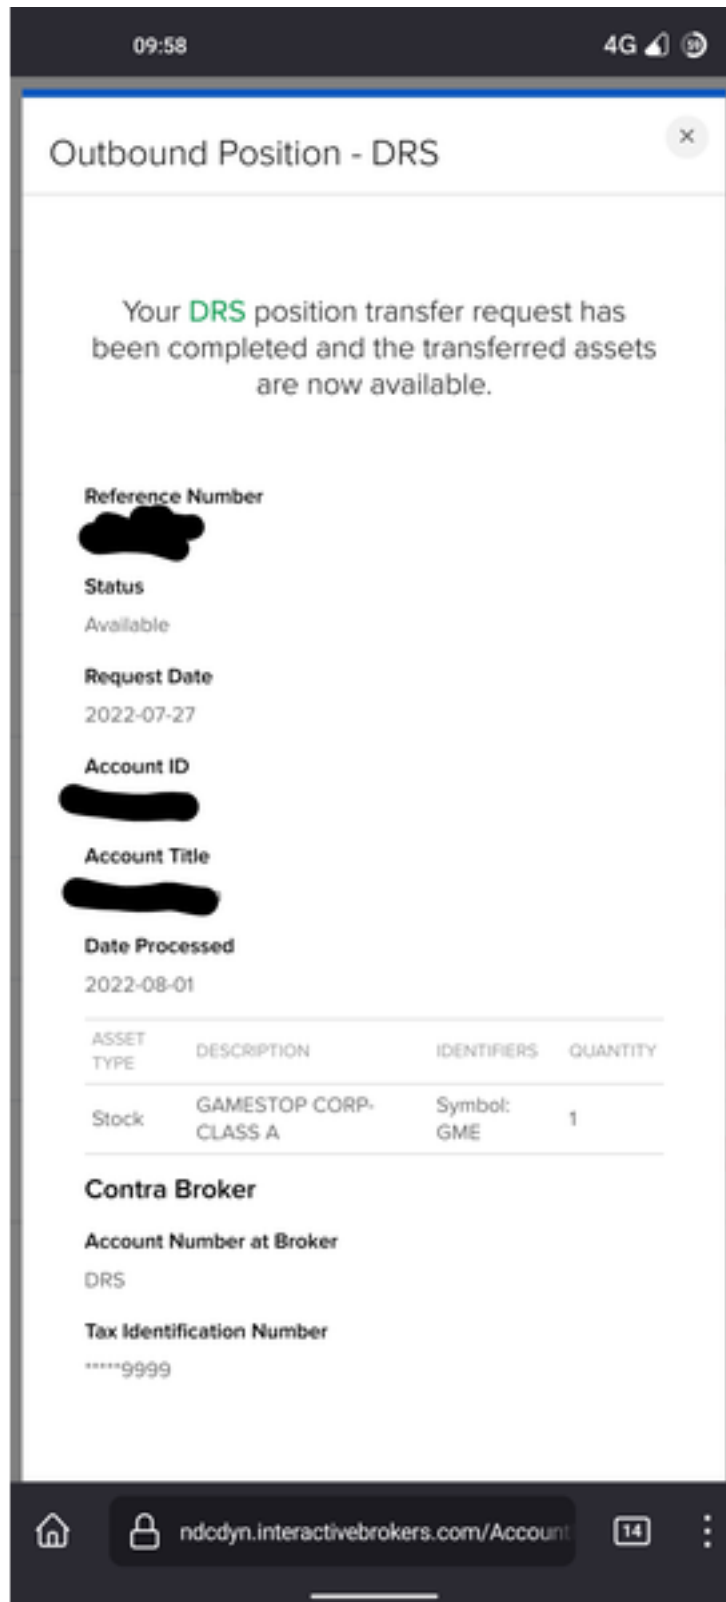 09:58 4G 59
Outbound Position - DRS ×
Your DRS position transfer request has
been completed and the transferred assets
are now available.
Reference Number
Status
Available
Request Date
2022-07-27
Account ID
Account Title
Date Processed
2022-08-01
ASSET TYPE DESCRIPTION IDENTIFIERS QUANTITY
Stock GAMESTOP CORP- CLASS A Symbol: GME 1
Contra Broker
Account Number at Broker
DRS
Tax Identification Number
*****9999
ndcdyn.interactivebrokers.com/Account 14